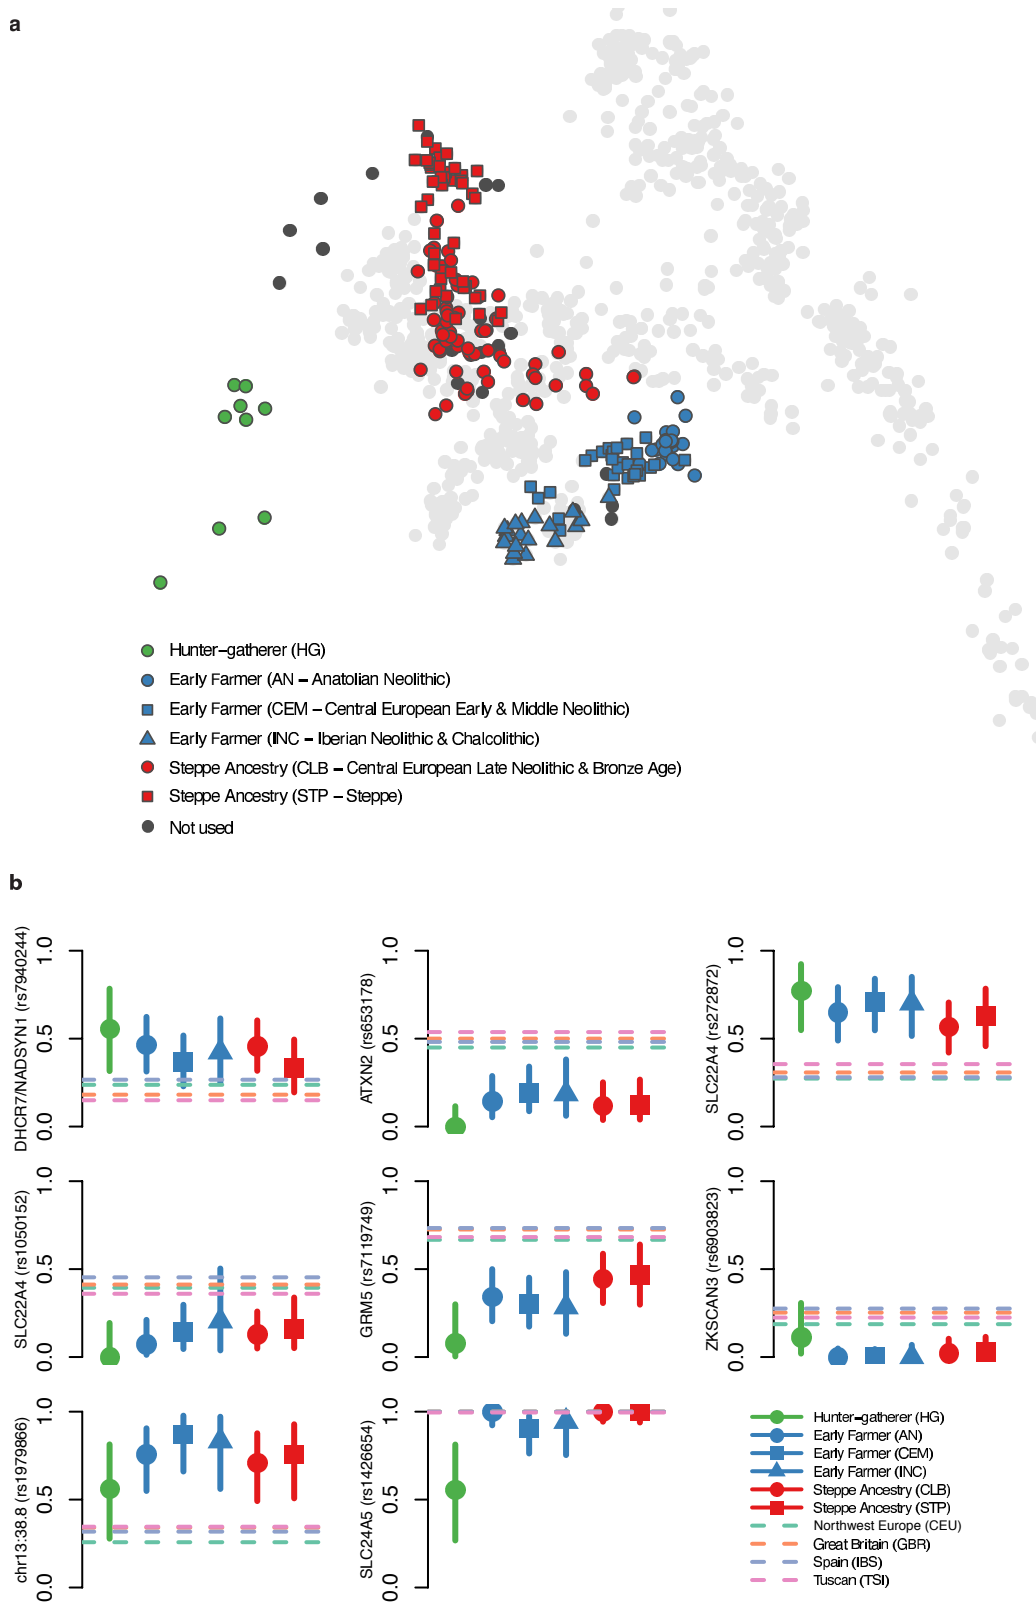 a
Hunter−gatherer (HG)
Early Farmer (AN − Anatolian Neolithic)
Early Farmer (CEM − Central European Early & Middle Neolithic)
Early Farmer (INC − Iberian Neolithic & Chalcolithic)
Steppe Ancestry (CLB − Central European Late Neolithic & Bronze Age)
Steppe Ancestry (STP − Steppe)
Not used
b
DHCR7/NADSYN1 (rs7940244)
0.0
0.5
1.0
ATXN2 (rs653178)
0.0
0.5
1.0
SLC22A4 (rs272872)
0.0
0.5
1.0
SLC22A4 (rs1050152)
0.0
0.5
1.0
GRM5 (rs7119749)
0.0
0.5
1.0
ZKSCAN3 (rs6903823)
0.0
0.5
1.0
chr13:38.8 (rs1979866)
0.0
0.5
1.0
SLC24A5 (rs1426654)
0.0
0.5
1.0
Hunter−gatherer (HG)
Early Farmer (AN)
Early Farmer (CEM)
Early Farmer (INC)
Steppe Ancestry (CLB)
Steppe Ancestry (STP)
Northwest Europe (CEU)
Great Britain (GBR)
Spain (IBS)
Tuscan (TSI)